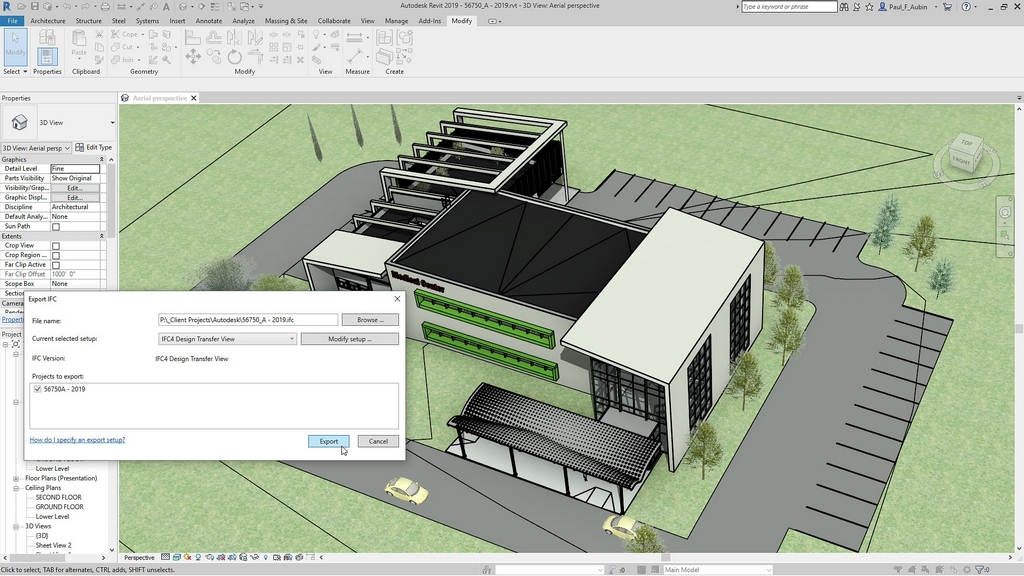 Autodesk Revit 2019 - 56750_A - 2019.rvt - 3D View: Aerial perspective
Type a keyword or phrase
Paul_F_Aubin
File Architecture Structure Steel Systems Insert Annotate Analyze Massing & Site Collaborate View Manage Add-Ins Modify
Modify
Properties
Paste
Cope
Cut
Join
Select Properties Clipboard Geometry Modify View Measure Create
Properties
3D View
3D View: Aerial persp Edit Type
Graphics
Detail Level Fine
Parts Visibility Show Original
Visibility/Grap... Edit...
Graphic Displ... Edit...
Discipline Architectural
Default Analy... None
Sun Path
Extents
Crop View
Crop Region ...
Far Clip Active
Far Clip Offset 1000' 0"
Scope Box None
Section
Camera
Properti
Project
Aerial perspective
TOP
FRONT
Medical Center
Export IFC
File name: P:\_Client Projects\Autodesk\56750_A - 2019.ifc Browse ...
Current selected setup: IFC4 Design Transfer View Modify setup ...
IFC Version: IFC4 Design Transfer View
Projects to export:
56750A - 2019
How do I specify an export setup?
Export Cancel
Lower Level
Floor Plans (Presentation)
Ceiling Plans
SECOND FLOOR
GROUND FLOOR
Lower Level
3D Views
{3D}
Sheet View 2
Perspective
Click to select, TAB for alternates, CTRL adds, SHIFT unselects.
:0
Main Model
:0